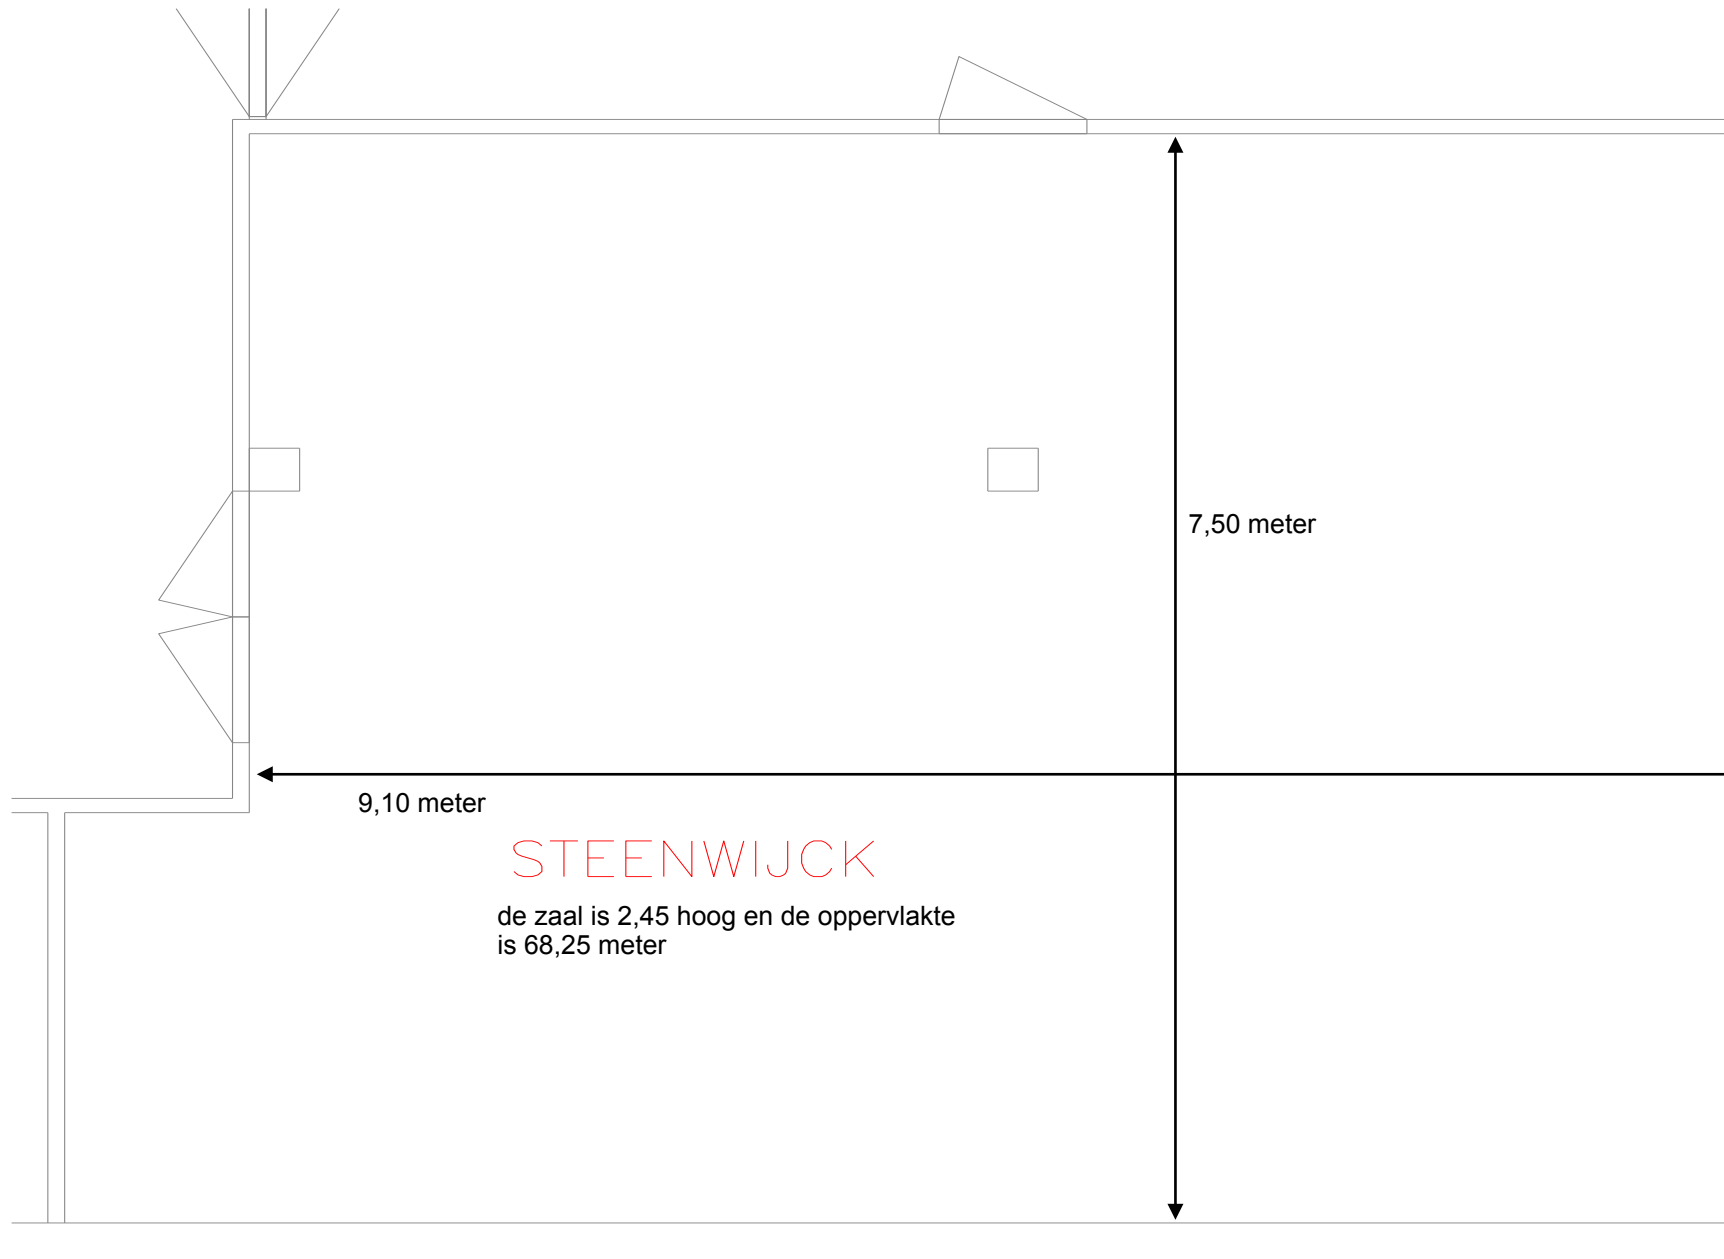 7,50 meter
9,10 meter
STEENWIJCK
de zaal is 2,45 hoog en de oppervlakte
is 68,25 meter